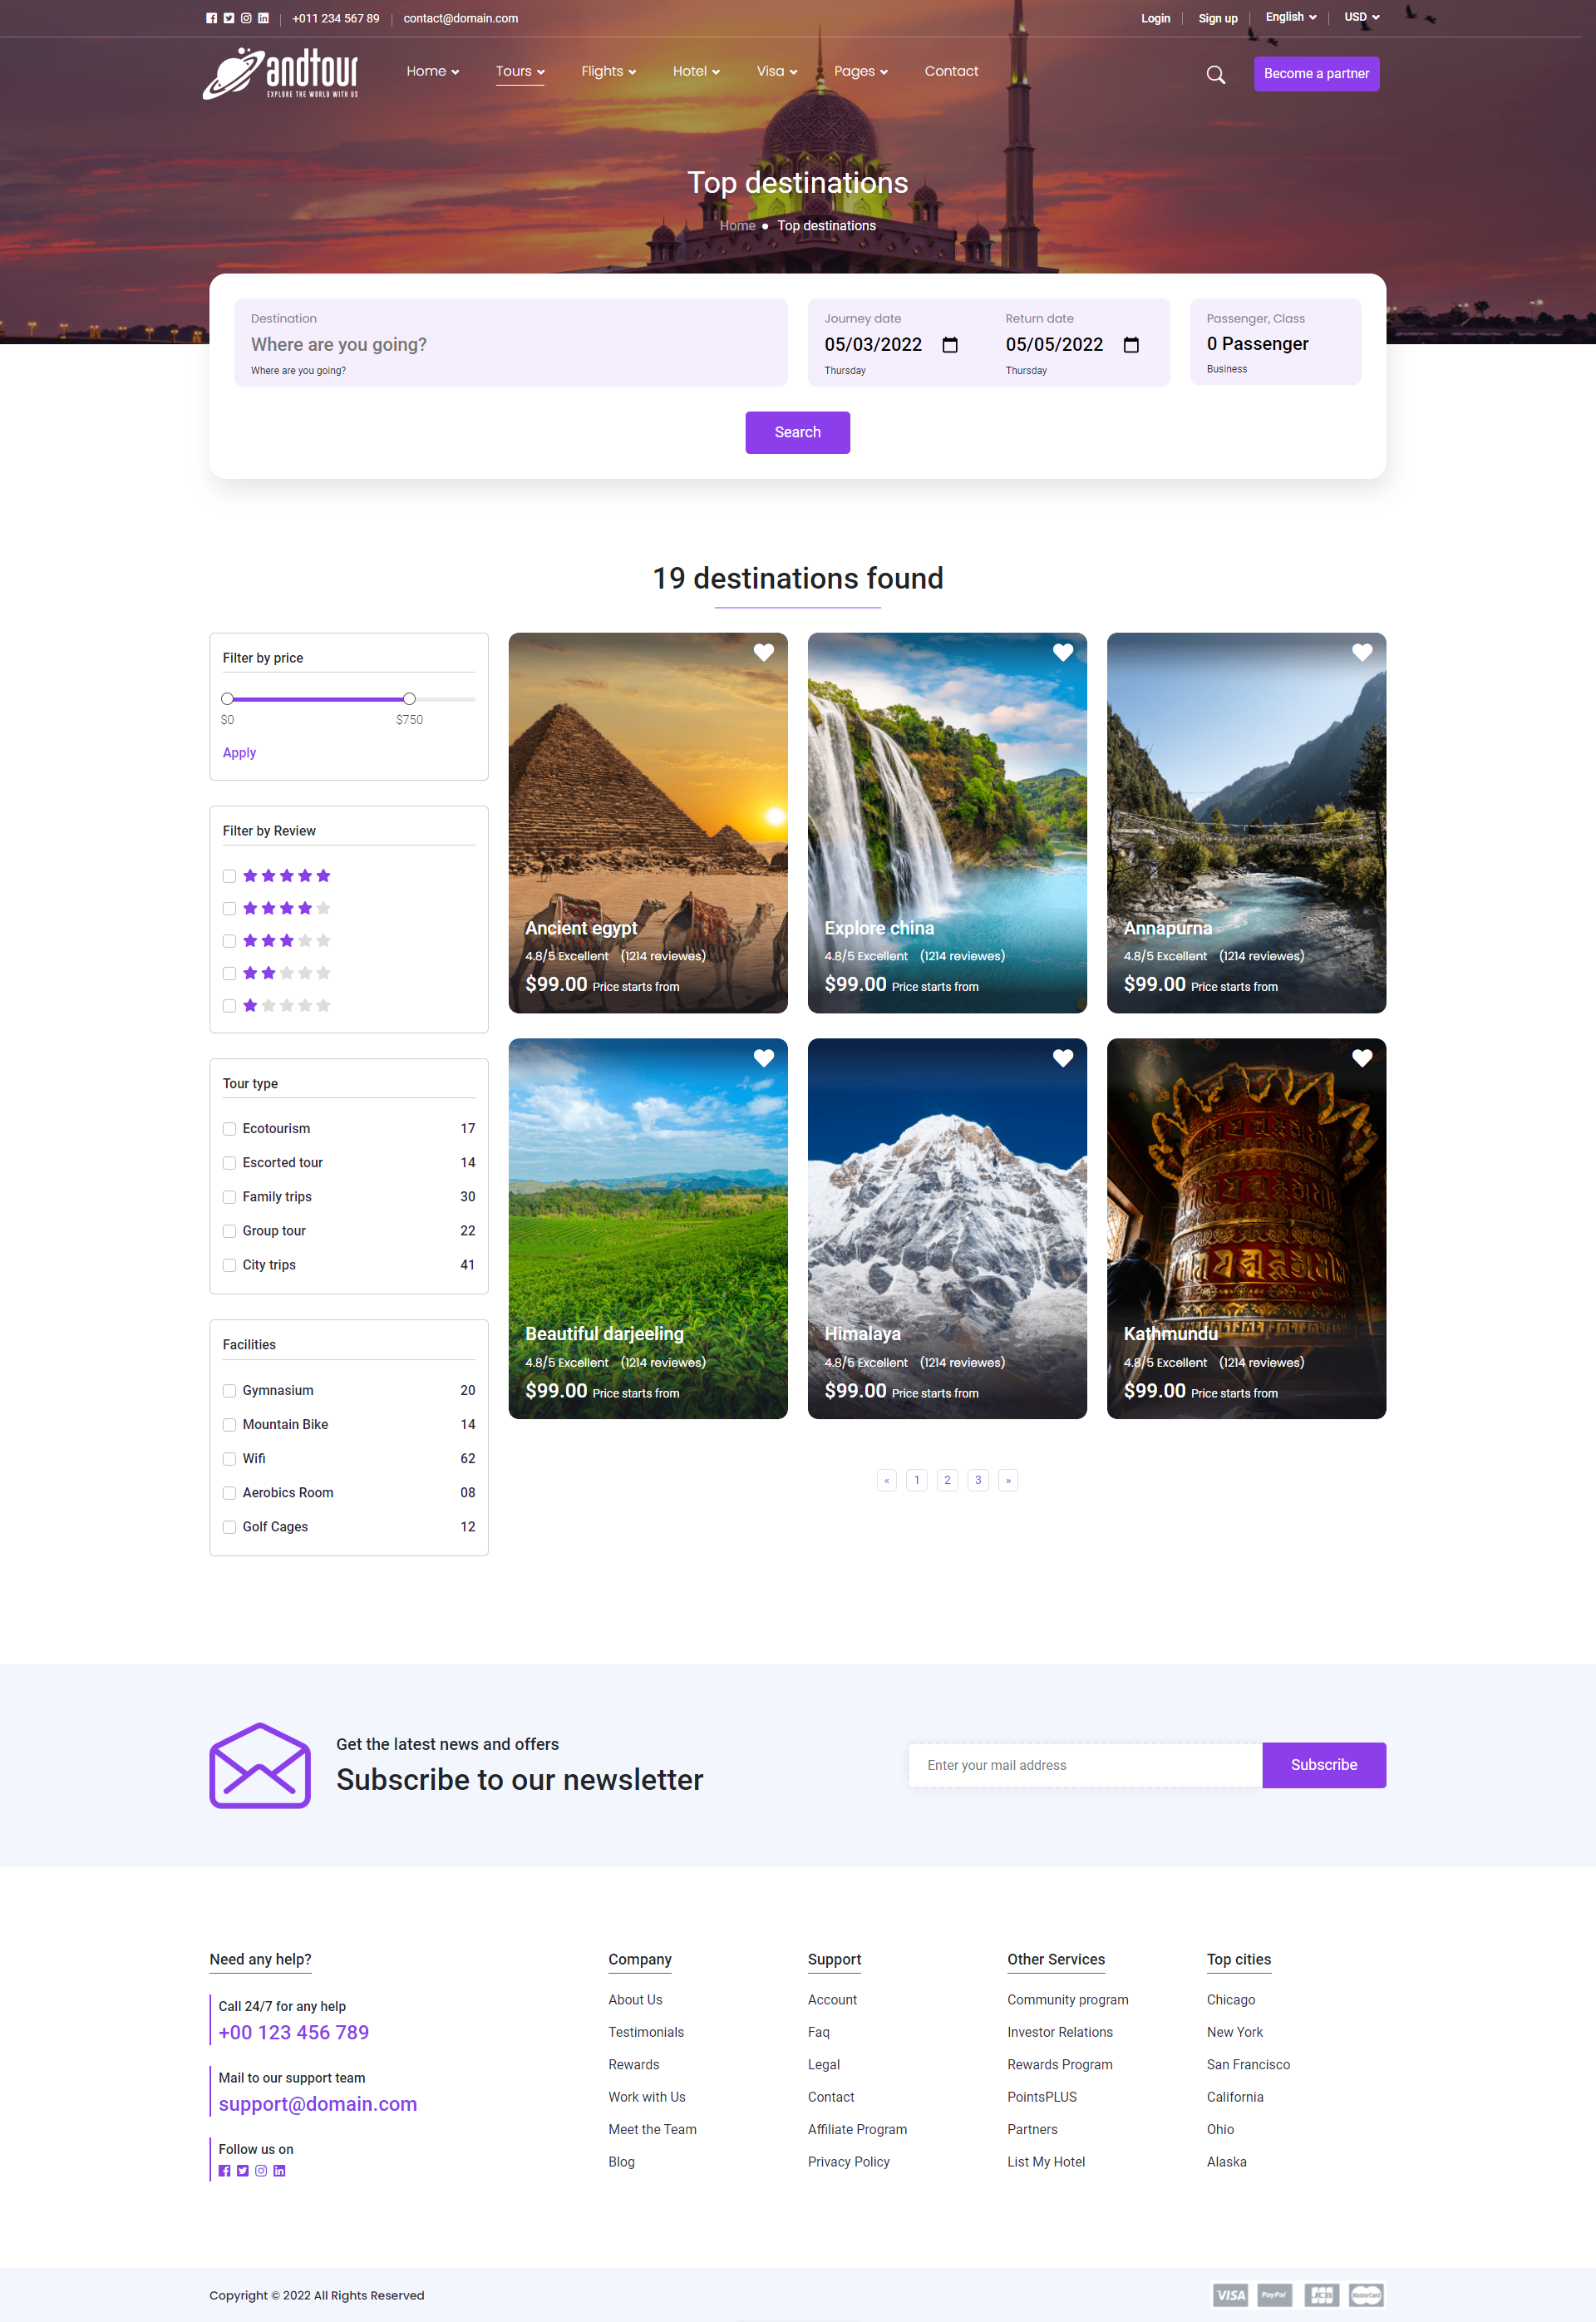 +011 234 567 89
contact@domain.com
Login
Sign up
English
USD
andtour
EXPLORE THE WORLD WITH US
Home
Tours
Flights
Hotel
Visa
Pages
Contact
Become a partner
Top destinations
Home ● Top destinations
Destination
Where are you going?
Where are you going?
Journey date
05/03/2022
Thursday
Return date
05/05/2022
Thursday
Passenger, Class
0 Passenger
Business
Search
19 destinations found
Filter by price
$0
$750
Apply
Filter by Review
Tour type
Ecotourism 17
Escorted tour 14
Family trips 30
Group tour 22
City trips 41
Facilities
Gymnasium 20
Mountain Bike 14
Wifi 62
Aerobics Room 08
Golf Cages 12
Ancient egypt
4.8/5 Excellent (1214 reviewes)
$99.00 Price starts from
Explore china
4.8/5 Excellent (1214 reviewes)
$99.00 Price starts from
Annapurna
4.8/5 Excellent (1214 reviewes)
$99.00 Price starts from
Beautiful darjeeling
4.8/5 Excellent (1214 reviewes)
$99.00 Price starts from
Himalaya
4.8/5 Excellent (1214 reviewes)
$99.00 Price starts from
Kathmundu
4.8/5 Excellent (1214 reviewes)
$99.00 Price starts from
« 1 2 3 »
Get the latest news and offers
Subscribe to our newsletter
Enter your mail address
Subscribe
Need any help?
Call 24/7 for any help
+00 123 456 789
Mail to our support team
support@domain.com
Follow us on
Company
About Us
Testimonials
Rewards
Work with Us
Meet the Team
Blog
Support
Account
Faq
Legal
Contact
Affiliate Program
Privacy Policy
Other Services
Community program
Investor Relations
Rewards Program
PointsPLUS
Partners
List My Hotel
Top cities
Chicago
New York
San Francisco
California
Ohio
Alaska
Copyright © 2022 All Rights Reserved
VISA
PayPal
JCB
MasterCard